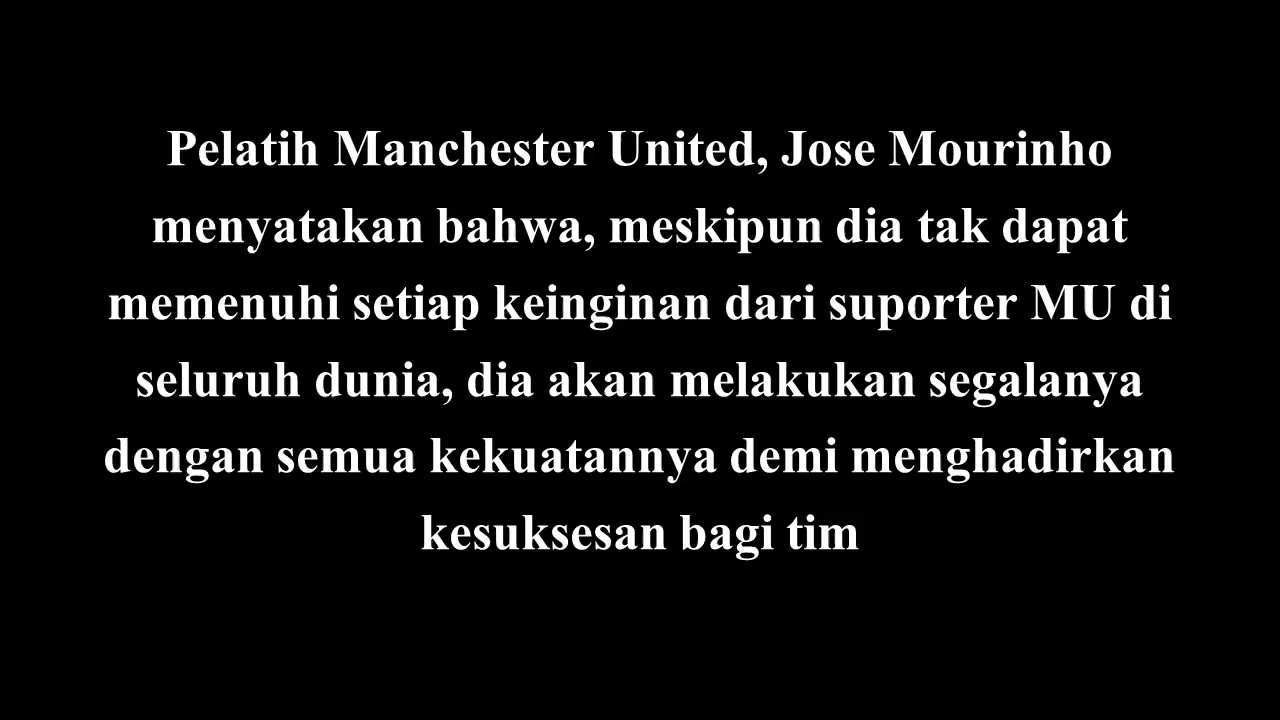 Pelatih Manchester United, Jose Mourinho
menyatakan bahwa, meskipun dia tak dapat
memenuhi setiap keinginan dari suporter MU di
seluruh dunia, dia akan melakukan segalanya
dengan semua kekuatannya demi menghadirkan
kesuksesan bagi tim